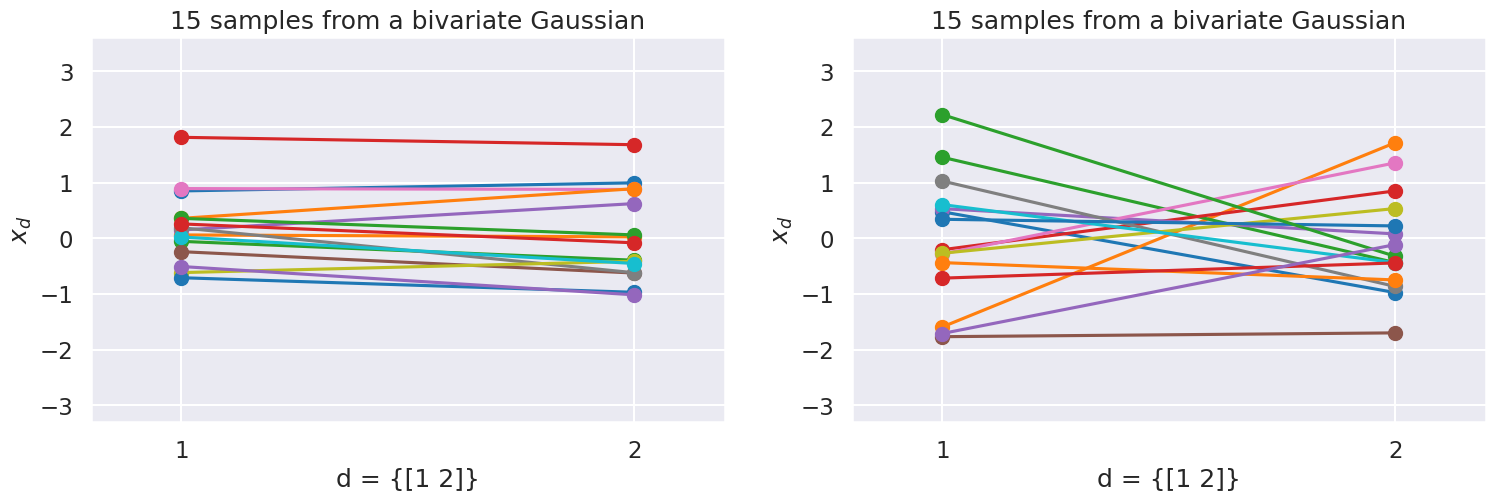 15 samples from a bivariate Gaussian
3
2
1
0
−1
−2
−3
x_d
1 2
d = {[1 2]}
15 samples from a bivariate Gaussian
3
2
1
0
−1
−2
−3
x_d
1 2
d = {[1 2]}